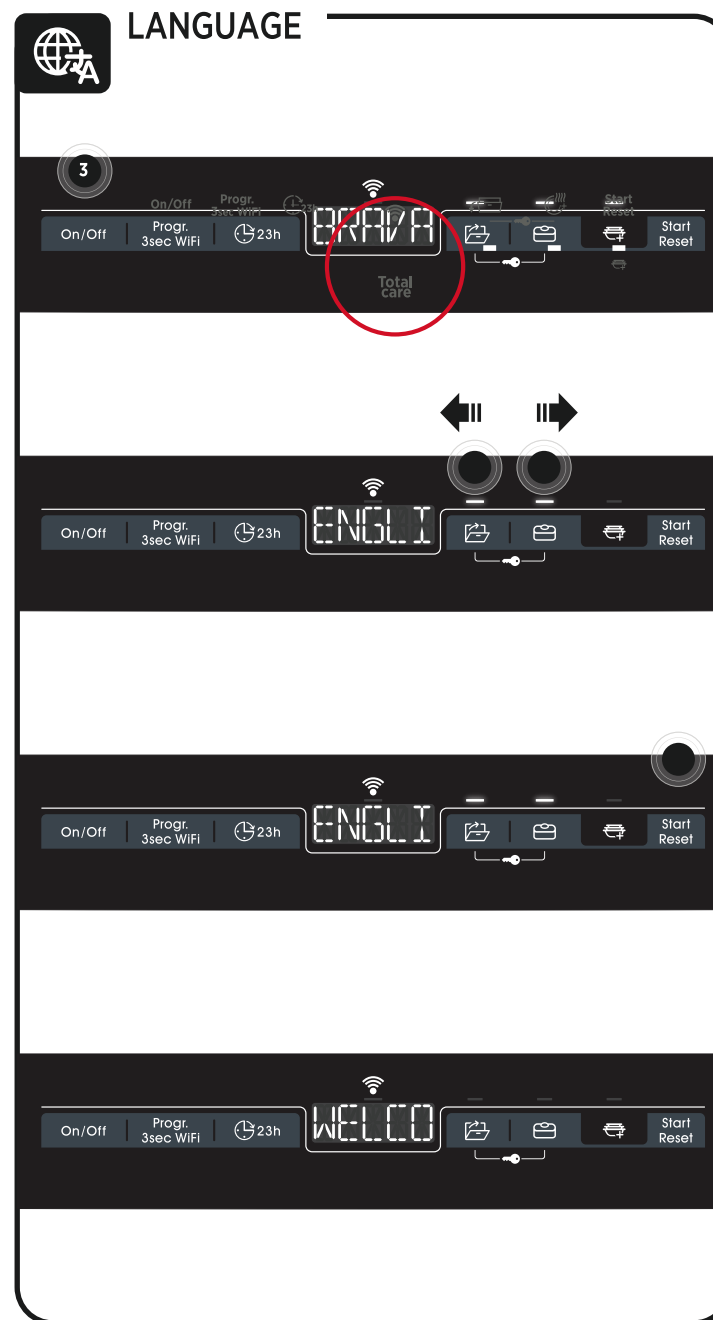 LANGUAGE
3
On/Off Progr. 3sec WiFi 23h Start Reset
On/Off Progr. 3sec WiFi 23h BRAVA Start Reset
Total
care
On/Off Progr. 3sec WiFi 23h ENGLI Start Reset
On/Off Progr. 3sec WiFi 23h ENGLI Start Reset
On/Off Progr. 3sec WiFi 23h WELCO Start Reset